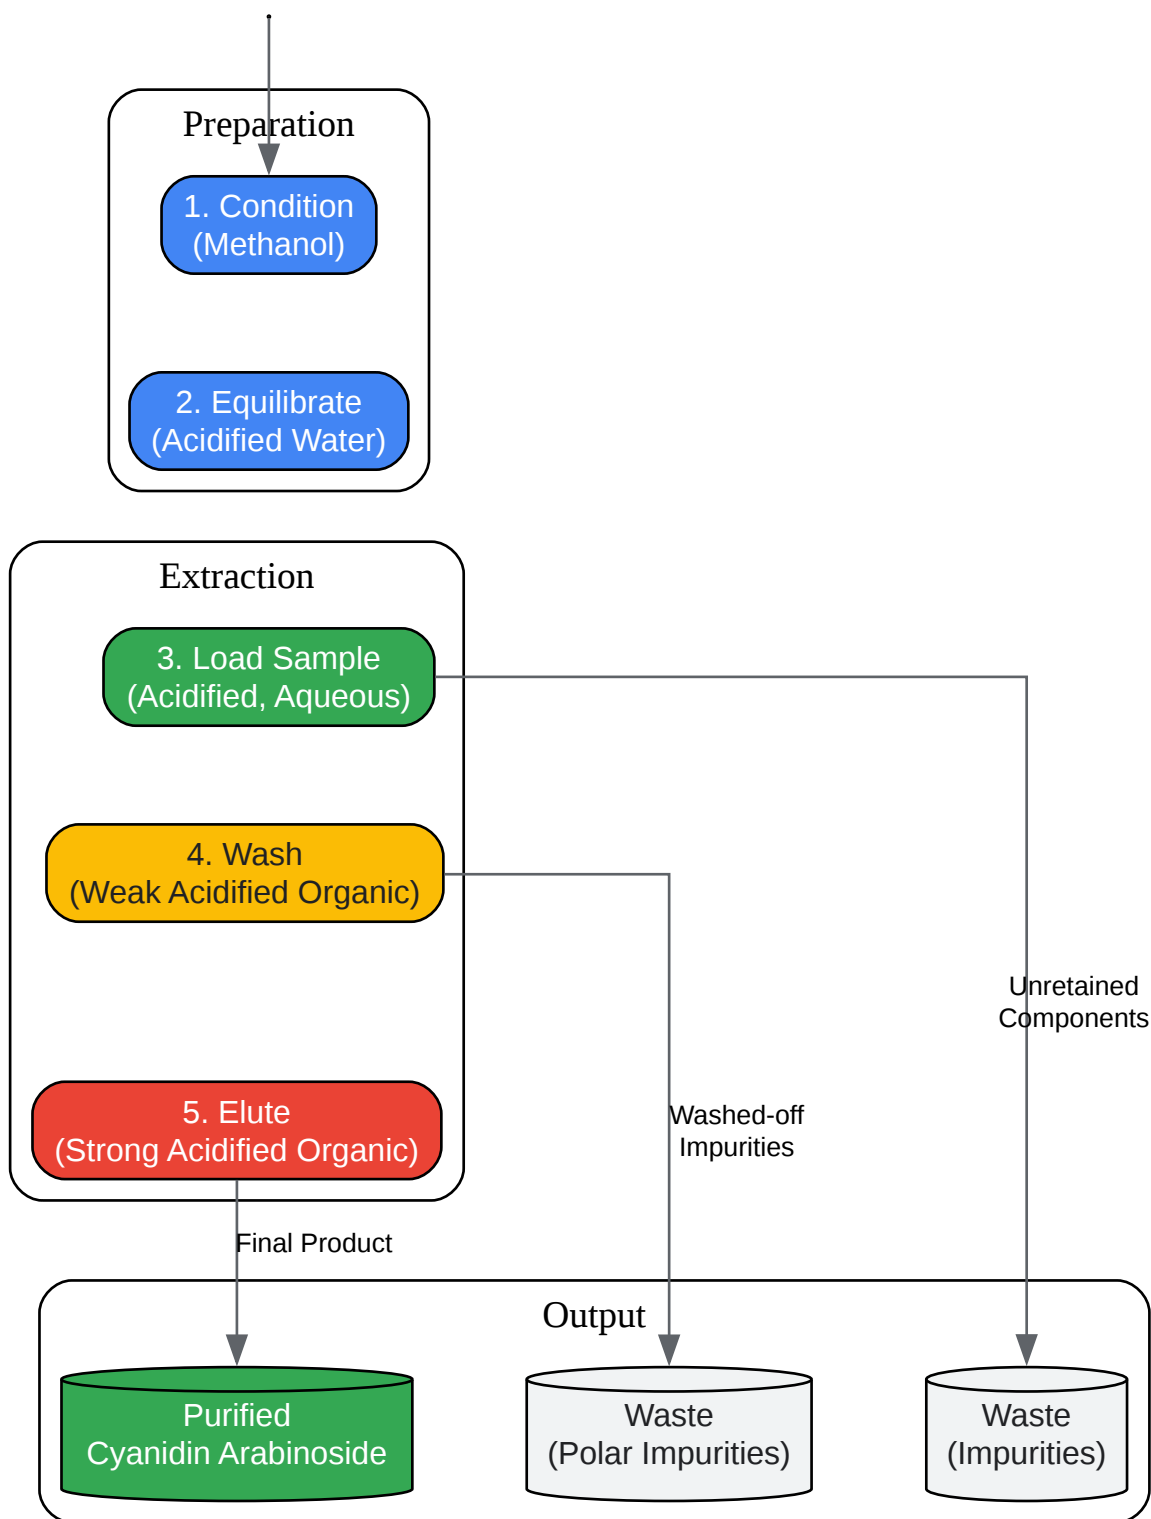 Preparation
1. Condition
(Methanol)
2. Equilibrate
(Acidified Water)
Extraction
3. Load Sample
(Acidified, Aqueous)
4. Wash
(Weak Acidified Organic)
Unretained
Components
5. Elute
(Strong Acidified Organic)
Washed-off
Impurities
Final Product
Output
Purified
Cyanidin Arabinoside
Waste
(Polar Impurities)
Waste
(Impurities)